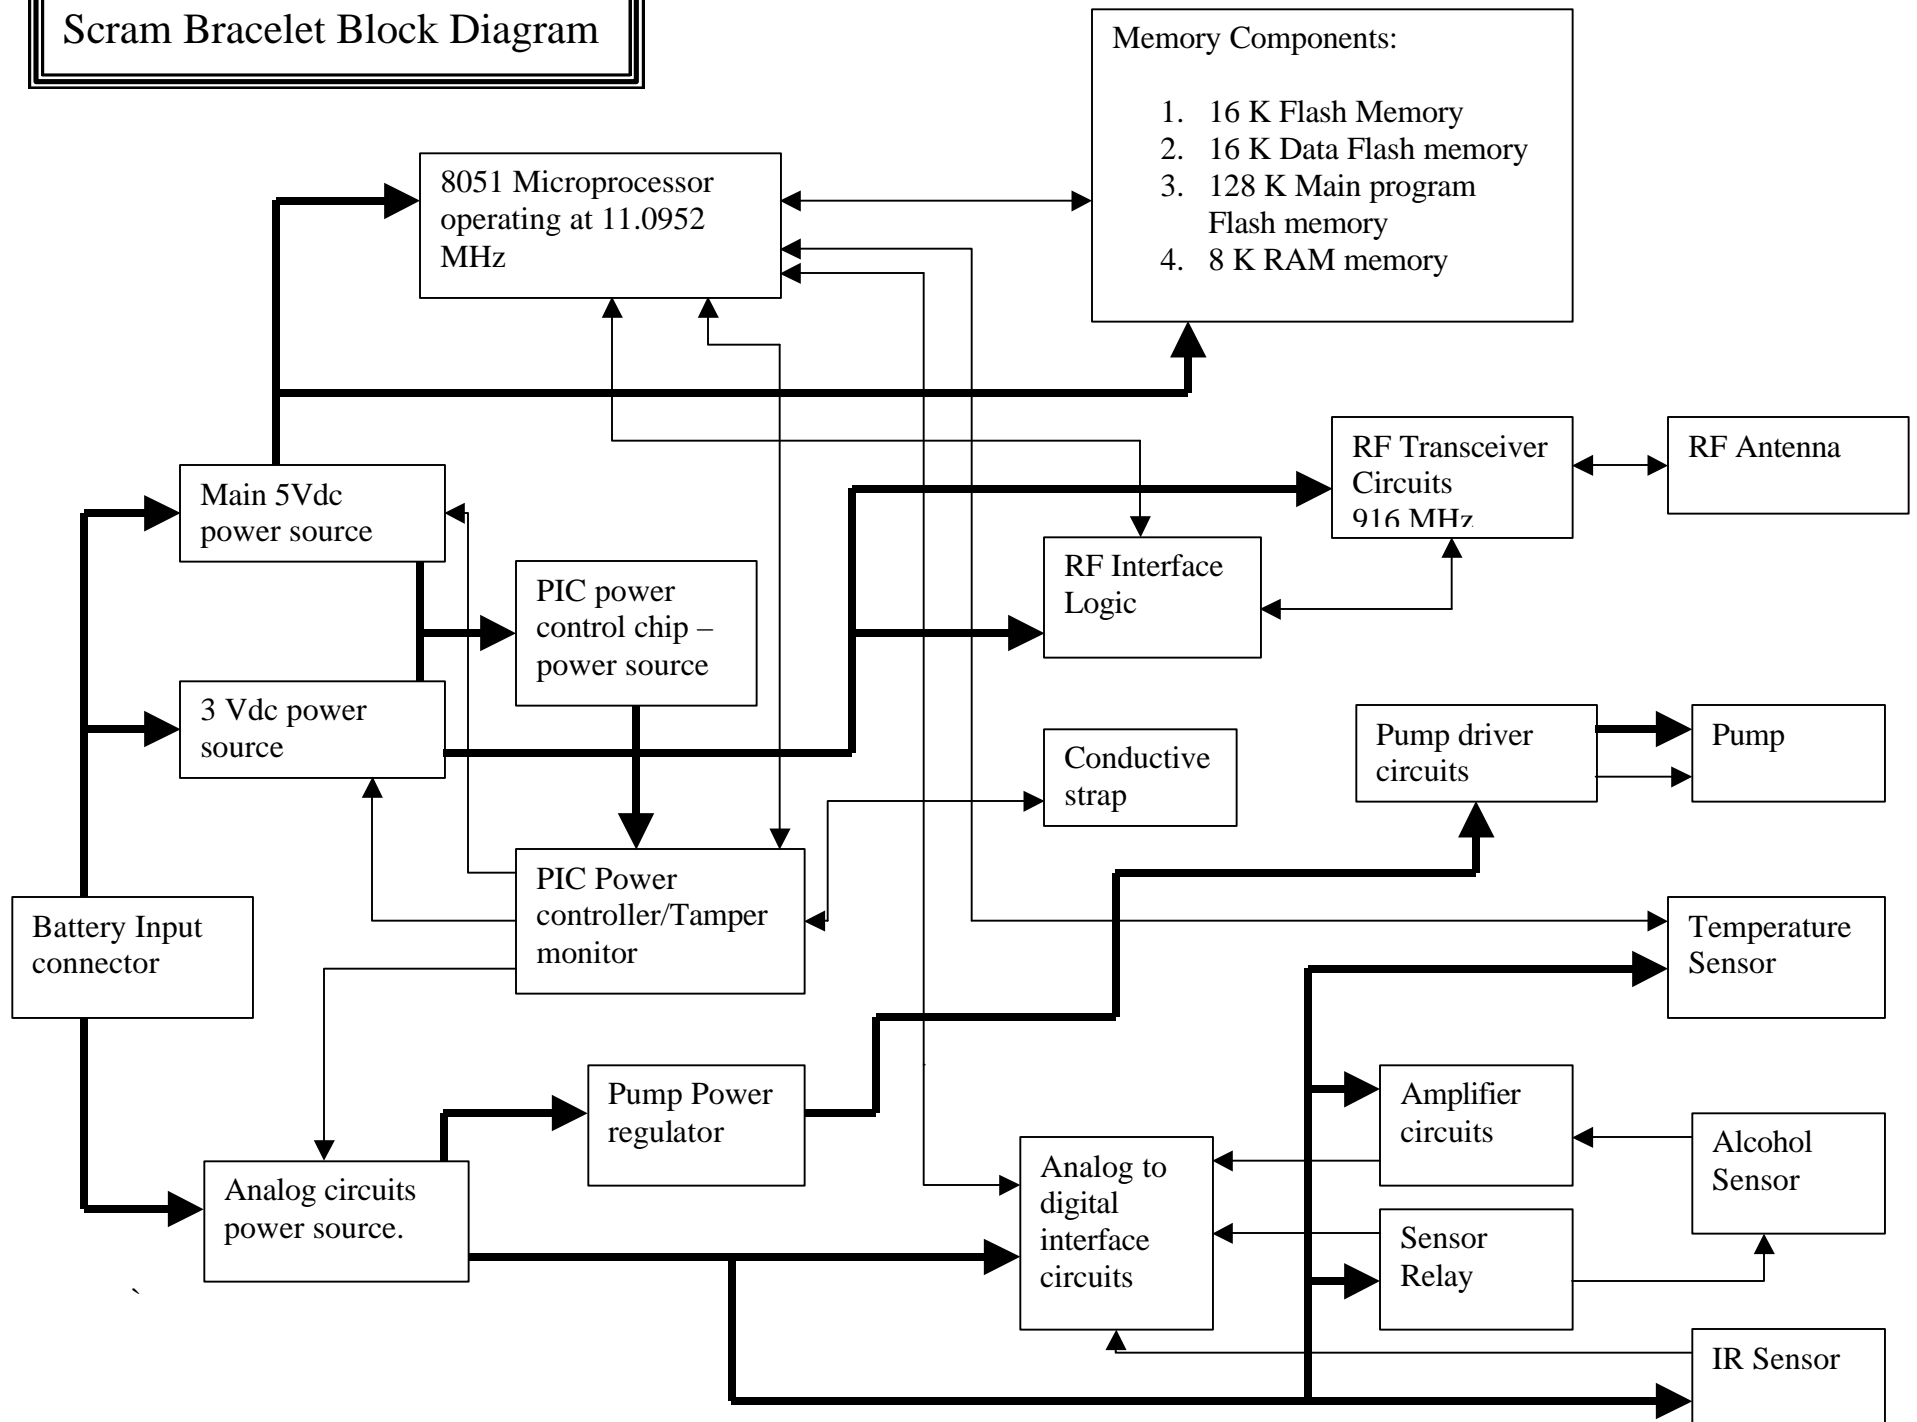 Scram Bracelet Block Diagram
Memory Components:
1. 16 K Flash Memory
2. 16 K Data Flash memory
3. 128 K Main program
Flash memory
4. 8 K RAM memory
8051 Microprocessor
operating at 11.0952
MHz
RF Transceiver
Circuits
916 MHz
RF Antenna
Main 5Vdc
power source
PIC power
control chip –
power source
RF Interface
Logic
3 Vdc power
source
Conductive
strap
Pump driver
circuits
Pump
PIC Power
controller/Tamper
monitor
Battery Input
connector
Temperature
Sensor
Pump Power
regulator
Amplifier
circuits
Alcohol
Sensor
Analog to
digital
interface
circuits
Analog circuits
power source.
Sensor
Relay
IR Sensor
`